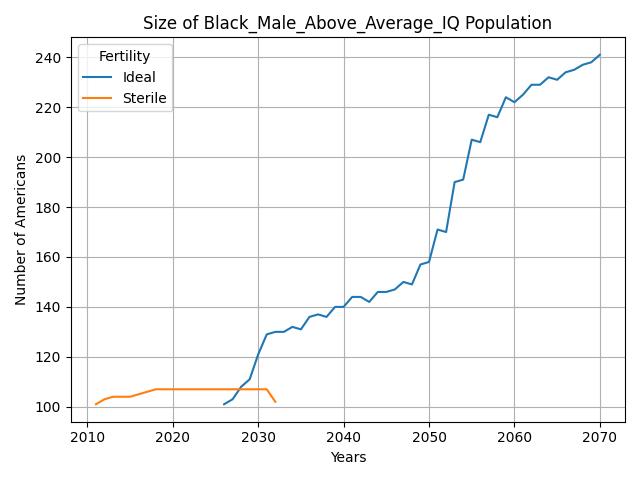 Size of Black_Male_Above_Average_IQ Population
Fertility
Ideal
Sterile
Number of Americans
240
220
200
180
160
140
120
100
2010 2020 2030 2040 2050 2060 2070
Years